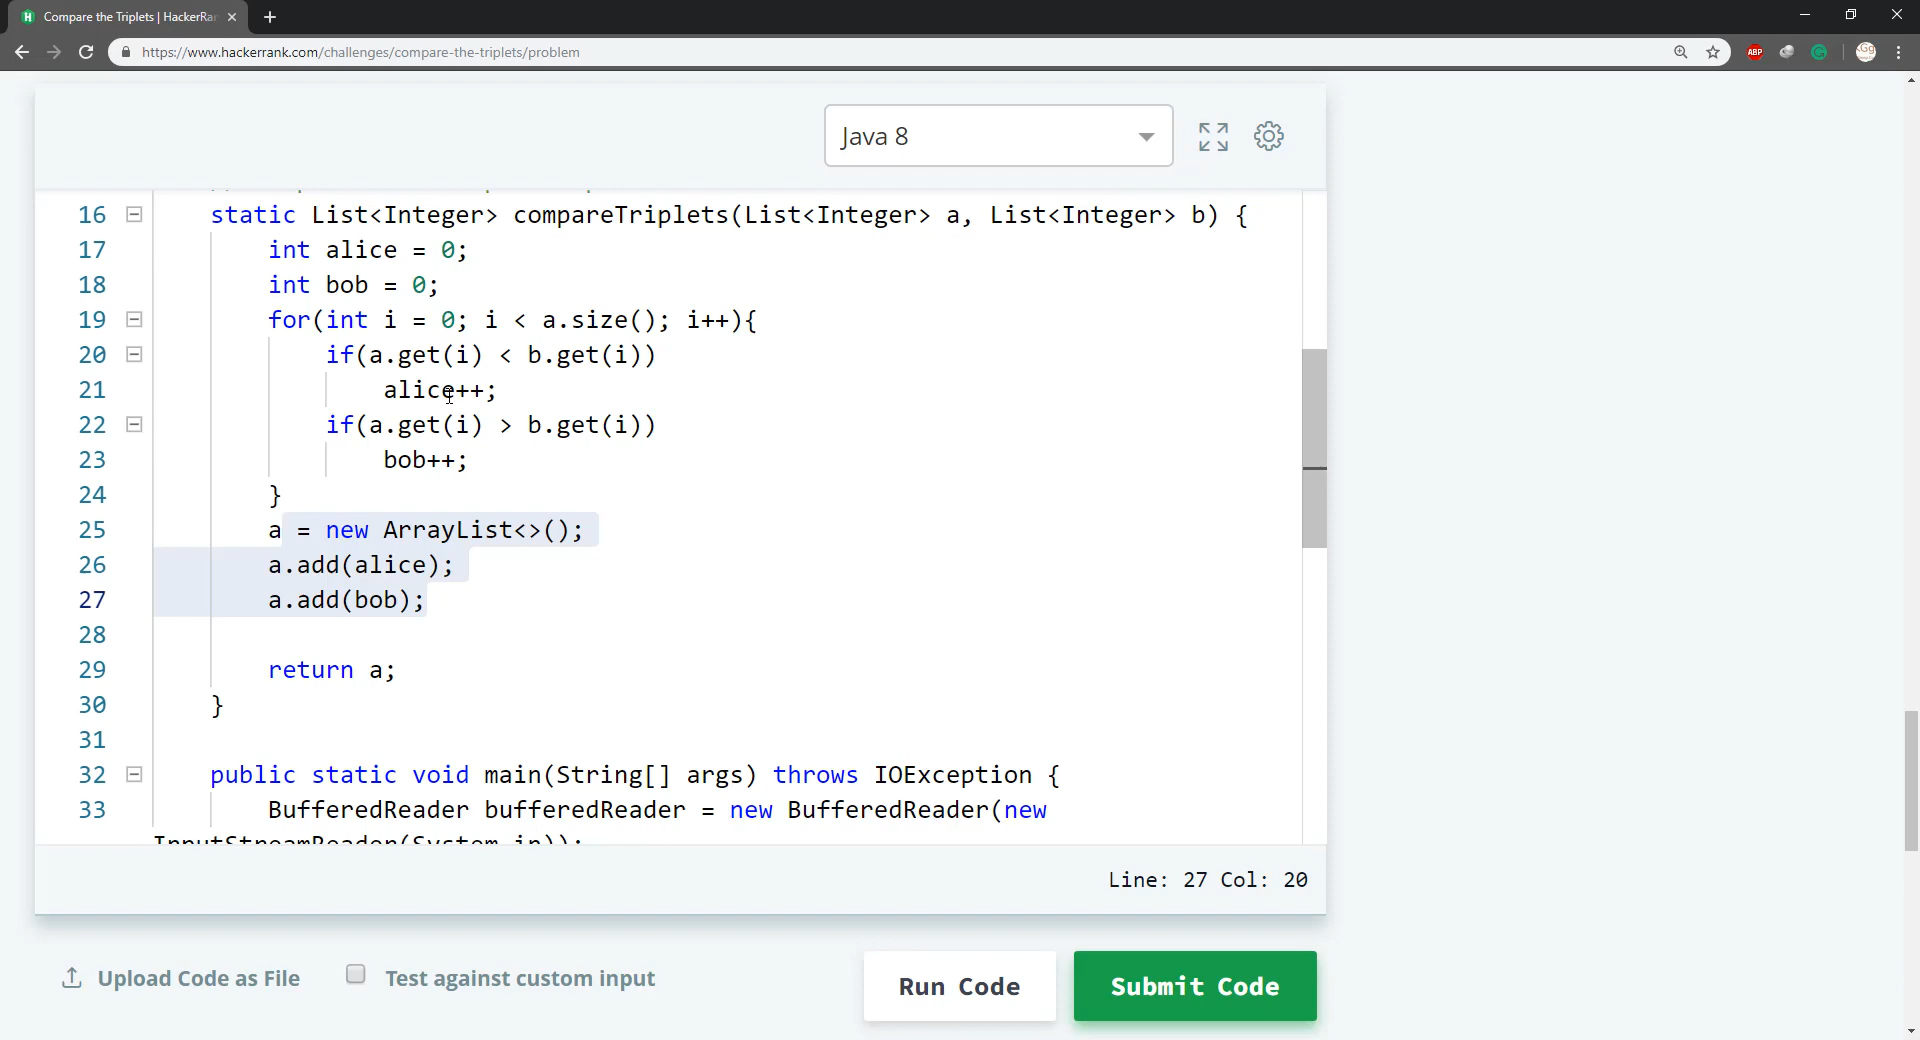 Compare the Triplets | HackerRa
https://www.hackerrank.com/challenges/compare-the-triplets/problem
ABP
Java 8
16 static List<Integer> compareTriplets(List<Integer> a, List<Integer> b) {
17 int alice = 0;
18 int bob = 0;
19 for(int i = 0; i < a.size(); i++){
20 if(a.get(i) < b.get(i))
21 alice++;
22 if(a.get(i) > b.get(i))
23 bob++;
24 }
25 a = new ArrayList<>();
26 a.add(alice);
27 a.add(bob);
28
29 return a;
30 }
31
32 public static void main(String[] args) throws IOException {
33 BufferedReader bufferedReader = new BufferedReader(new
InputStreamReader(System.in));
Line: 27 Col: 20
Upload Code as File
Test against custom input
Run Code
Submit Code